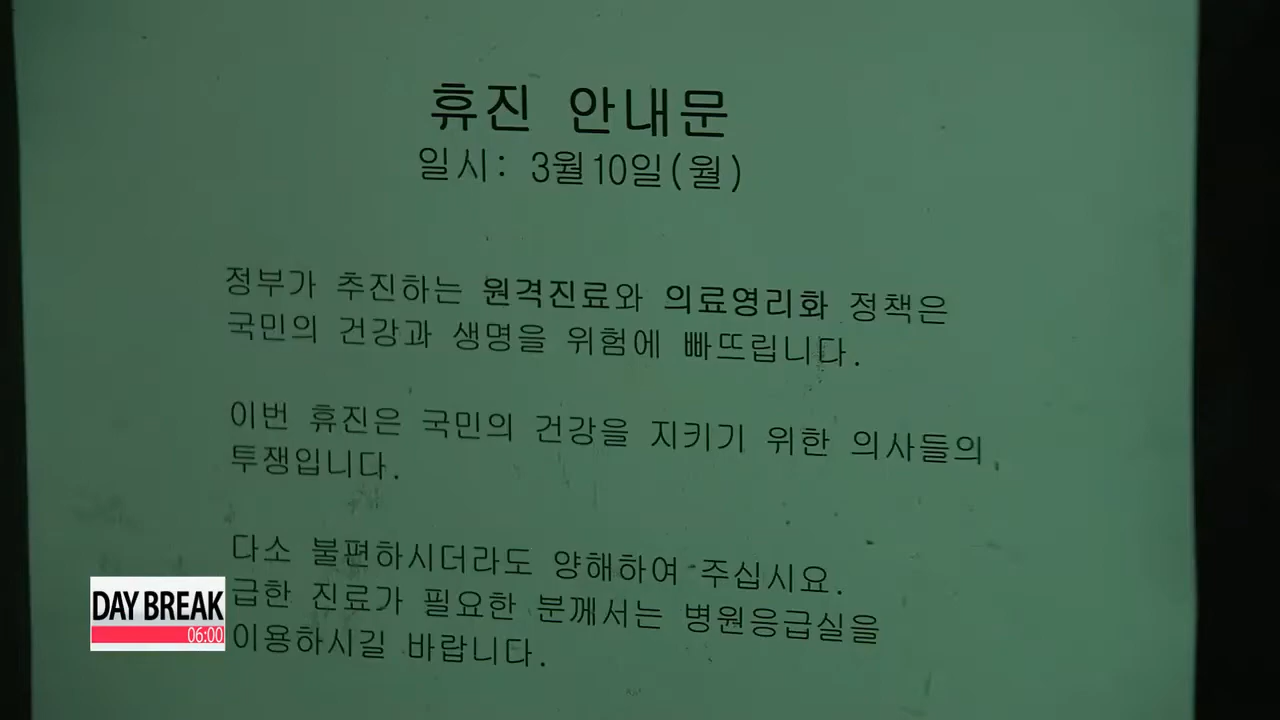 휴진 안내문
일시: 3월10일(월)
정부가 추진하는 원격진료와 의료영리화 정책은
국민의 건강과 생명을 위험에 빠뜨립니다.
이번 휴진은 국민의 건강을 지키기 위한 의사들의
투쟁입니다.
다소 불편하시더라도 양해하여 주십시요.
급한 진료가 필요한 분께서는 병원응급실을
이용하시길 바랍니다.
DAY BREAK
06:00